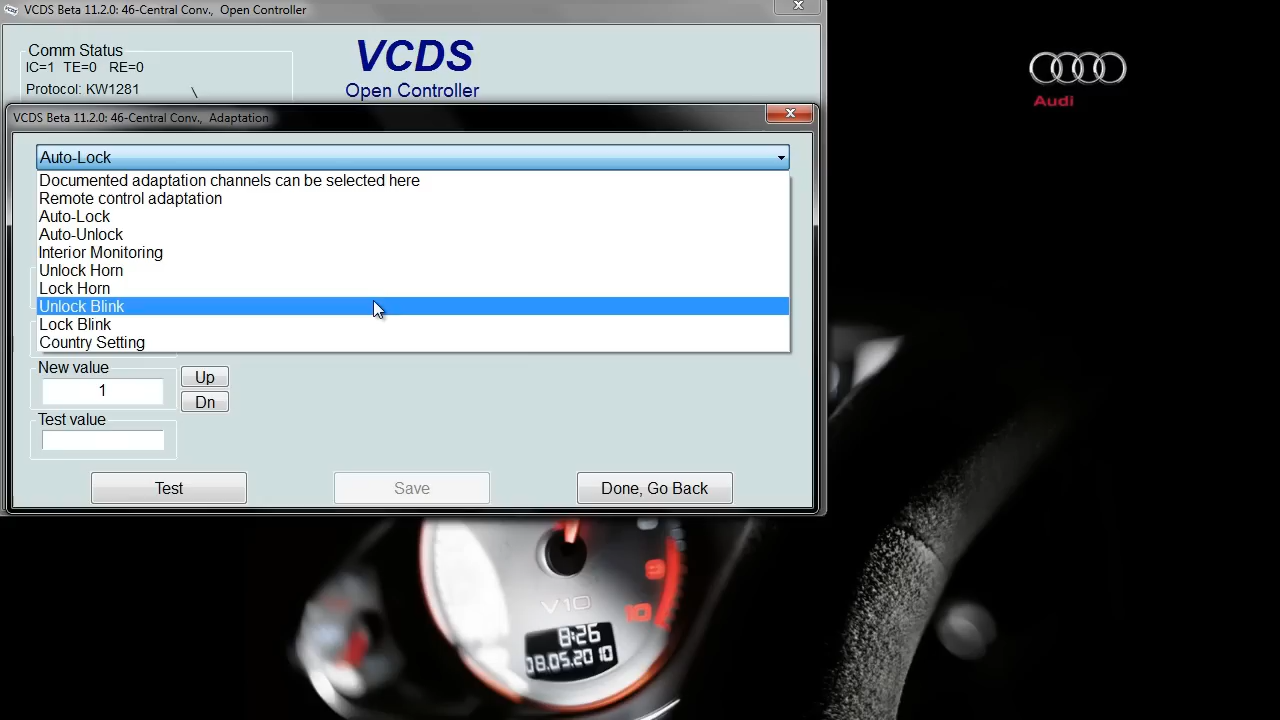 VCDS Beta 11.2.0: 46-Central Conv., Open Controller
Comm Status
IC=1 TE=0 RE=0
Protocol: KW1281
\
VCDS
Open Controller
Audi
VCDS Beta 11.2.0: 46-Central Conv., Adaptation
Auto-Lock
Documented adaptation channels can be selected here
Remote control adaptation
Auto-Lock
Auto-Unlock
Interior Monitoring
Unlock Horn
Lock Horn
Unlock Blink
Lock Blink
Country Setting
New value
1
Up
Dn
Test value
Test
Save
Done, Go Back
9
V10
10
8:26
08.05.2010